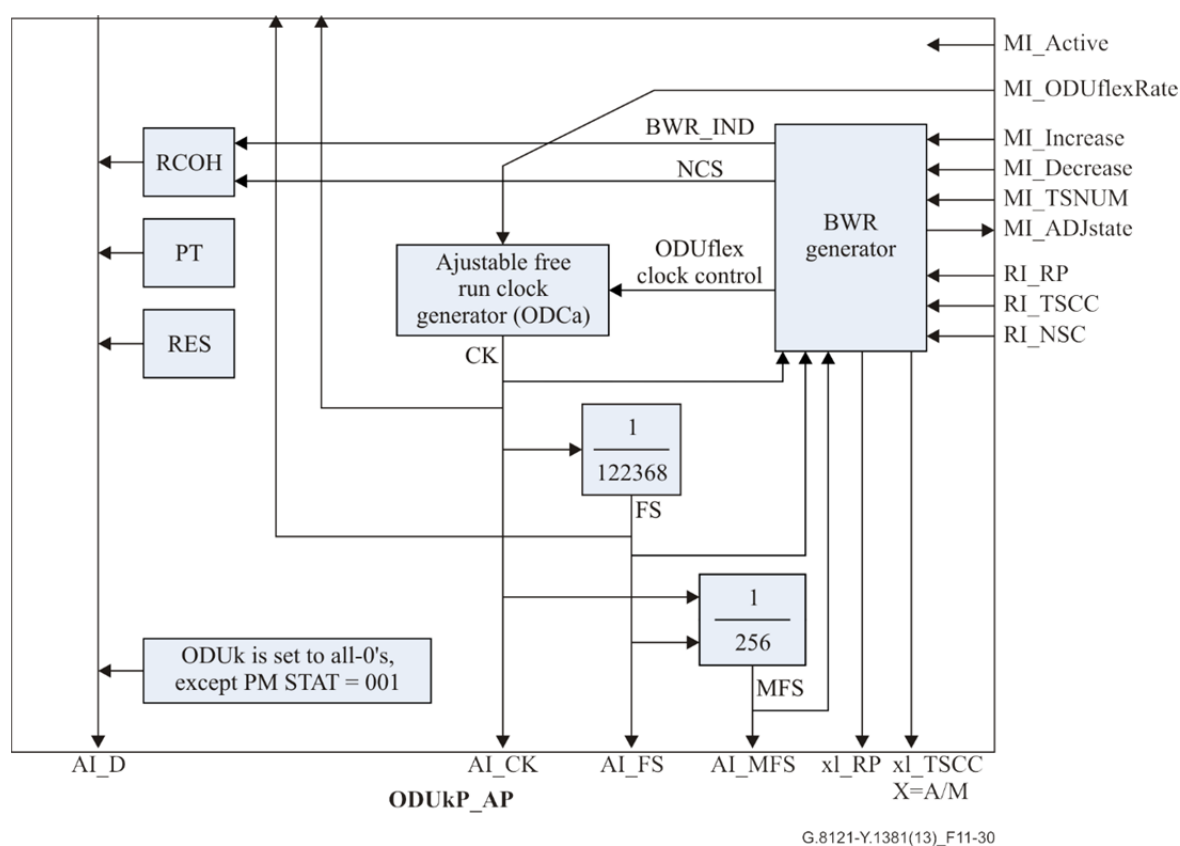 MI_Active
MI_ODUflexRate
BWR_IND
MI_Increase
RCOH
MI_Decrease
NCS
MI_TSNUM
BWR
generator
MI_ADJstate
PT
ODUflex
clock control
Ajustable free
run clock
generator (ODCa)
RI_RP
RI_TSCC
RI_NSC
RES
CK
1
122368
FS
1
256
ODUk is set to all-0's,
except PM STAT = 001
MFS
AI_D
AI_CK
AI_FS
AI_MFS
xl_RP
xl_TSCC
X=A/M
ODUkP_AP
G.8121-Y.1381(13)_F11-30